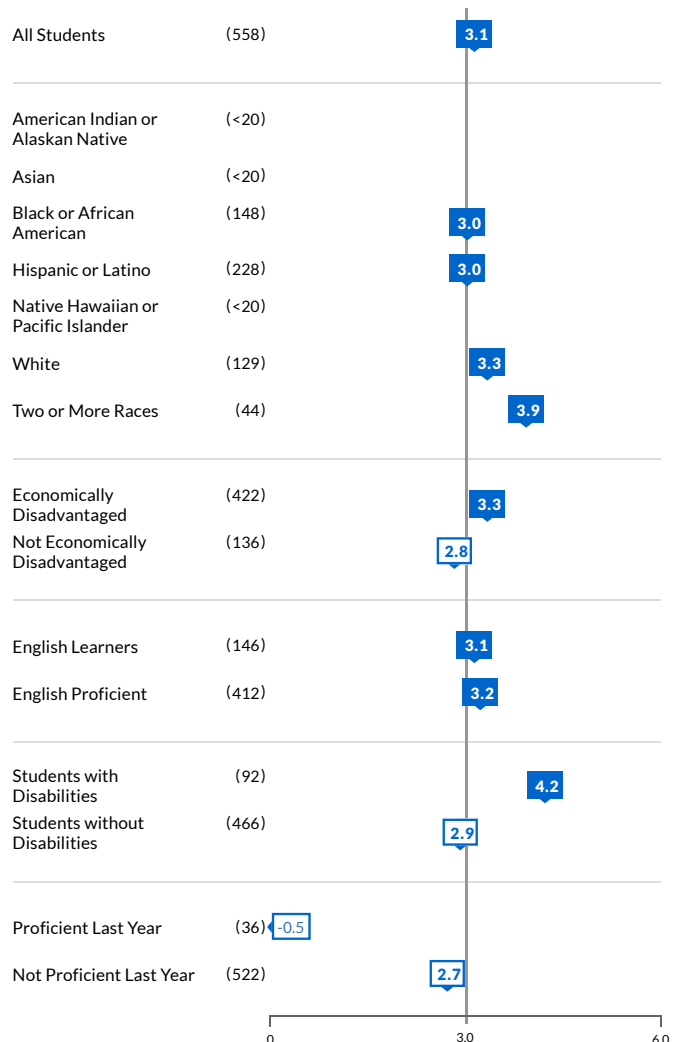 All Students (558) 3.1
American Indian or (<20)
Alaskan Native
Asian (<20)
Black or African (148) 3.0
American
Hispanic or Latino (228) 3.0
Native Hawaiian or (<20)
Pacific Islander
White (129) 3.3
Two or More Races (44) 3.9
Economically (422) 3.3
Disadvantaged
Not Economically (136) 2.8
Disadvantaged
English Learners (146) 3.1
English Proficient (412) 3.2
Students with (92) 4.2
Disabilities
Students without (466) 2.9
Disabilities
Proficient Last Year (36) -0.5
Not Proficient Last Year (522) 2.7
0 3.0 6.0